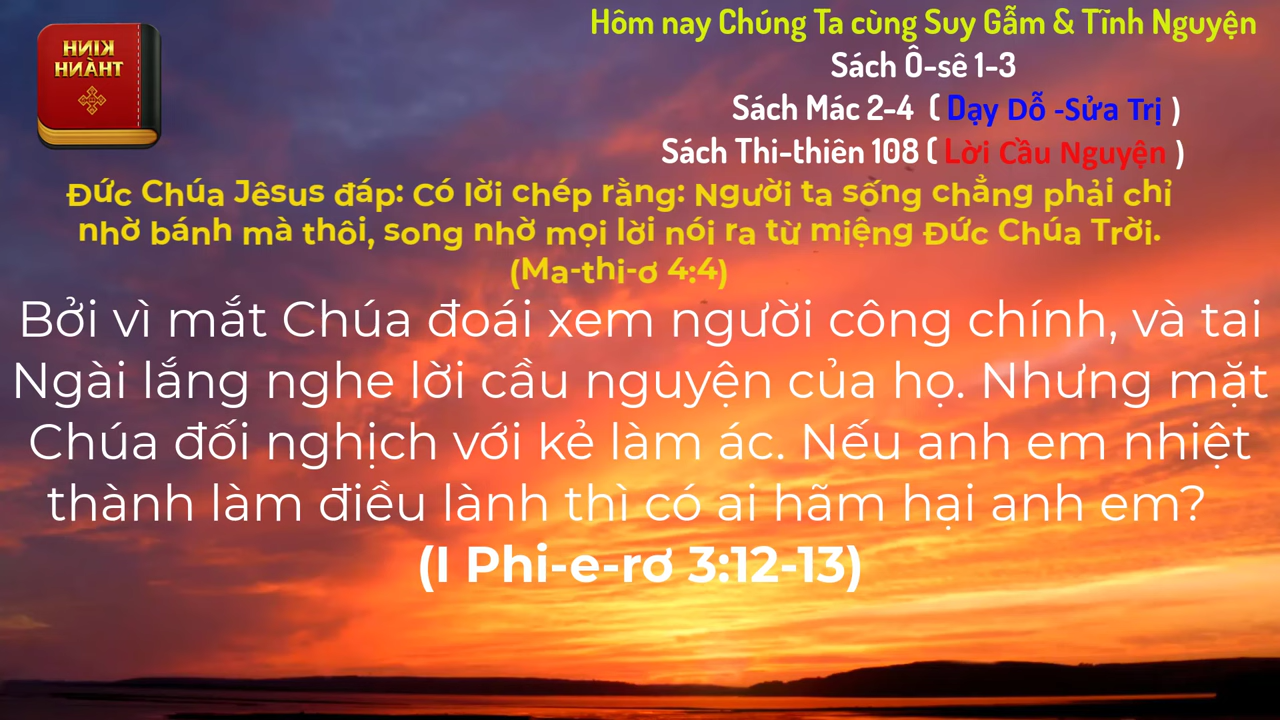 KINH
THÀNH
Hôm nay Chúng Ta cùng Suy Gẫm & Tĩnh Nguyện
Sách Ô-sê 1-3
Sách Mác 2-4 ( Dạy Dỗ -Sửa Trị )
Sách Thi-thiên 108 ( Lời Cầu Nguyện )
Đức Chúa Jêsus đáp: Có lời chép rằng: Người ta sống chẳng phải chỉ
nhờ bánh mà thôi, song nhờ mọi lời nói ra từ miệng Đức Chúa Trời.
(Ma-thi-ơ 4:4)
Bởi vì mắt Chúa đoái xem người công chính, và tai
Ngài lắng nghe lời cầu nguyện của họ. Nhưng mặt
Chúa đối nghịch với kẻ làm ác. Nếu anh em nhiệt
thành làm điều lành thì có ai hãm hại anh em?
(I Phi-e-rơ 3:12-13)